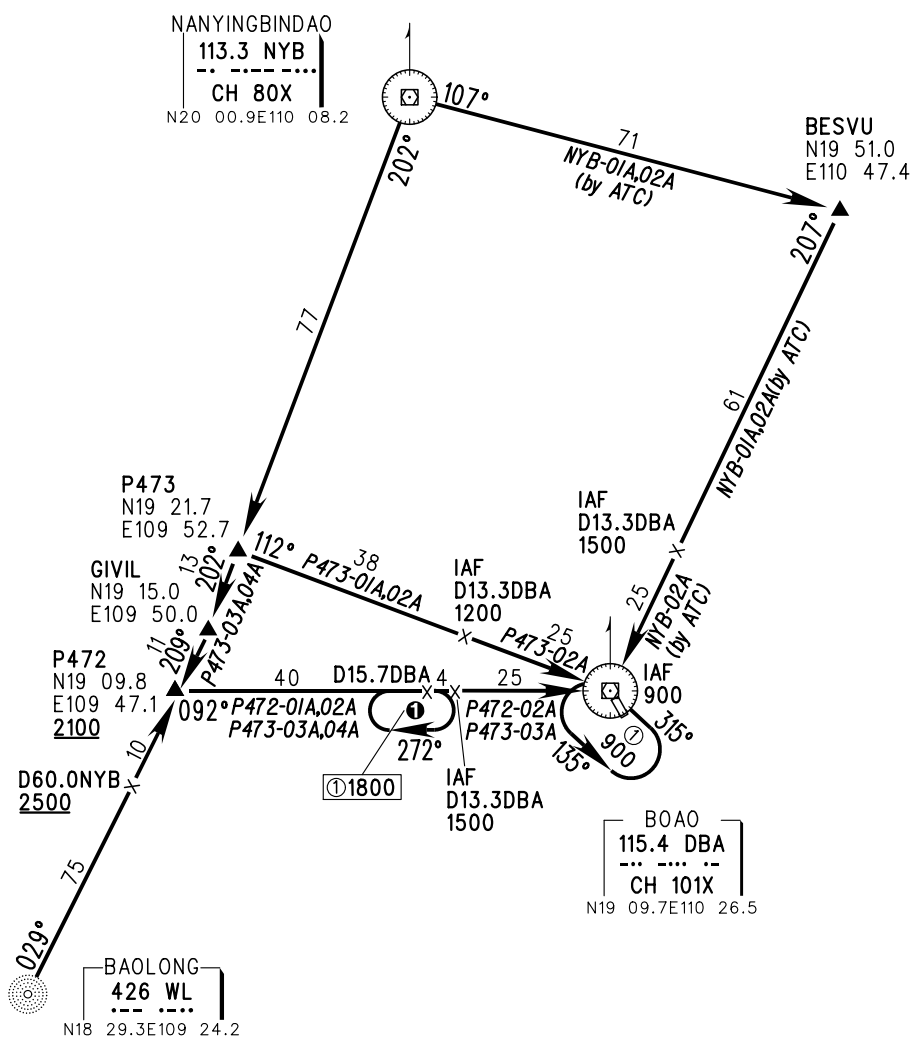 NANYINGBINDAO
113.3 NYB
-. -.-- -...
CH 80X
N20 00.9E110 08.2
107°
202°
71
NYB-01A,02A
(by ATC)
BESVU
N19 51.0
E110 47.4
207°
77
61
NYB-01A,02A(by ATC)
P473
N19 21.7
E109 52.7
112°
38
P473-01A,02A
IAF
D13.3DBA
1500
13
202°
GIVIL
N19 15.0
E109 50.0
P473-03A,04A
IAF
D13.3DBA
1200
25
P473-02A
25
NYB-02A
(by ATC)
11
209°
P472
N19 09.8
E109 47.1
2100
40
D15.7DBA
4
25
IAF
900
092°
P472-01A,02A
P473-03A,04A
1
272°
P472-02A
P473-03A
135°
900
①
315°
10
D60.0NYB
2500
①1800
IAF
D13.3DBA
1500
BOAO
115.4 DBA
-.. -... .-
CH 101X
N19 09.7E110 26.5
75
029°
BAOLONG
426 WL
.-- .-..
N18 29.3E109 24.2